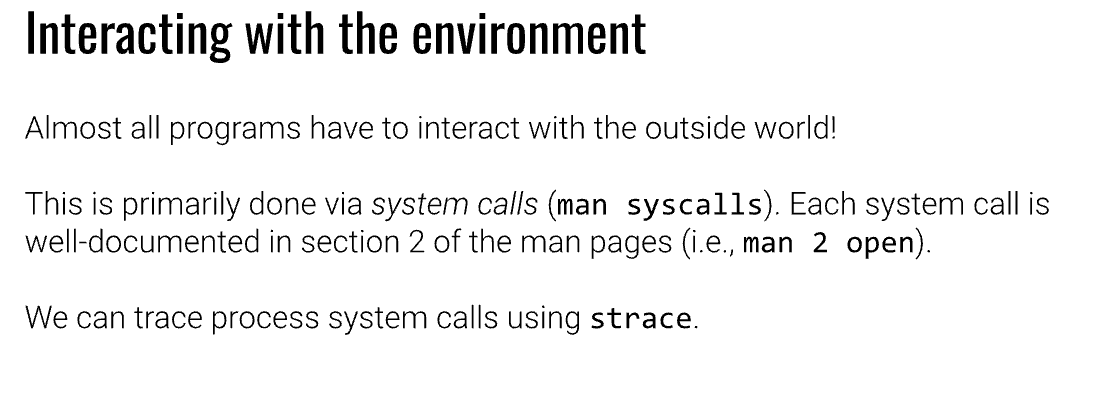 Interacting with the environment
Almost all programs have to interact with the outside world!
This is primarily done via system calls (man syscalls). Each system call is
well-documented in section 2 of the man pages (i.e., man 2 open).
We can trace process system calls using strace.